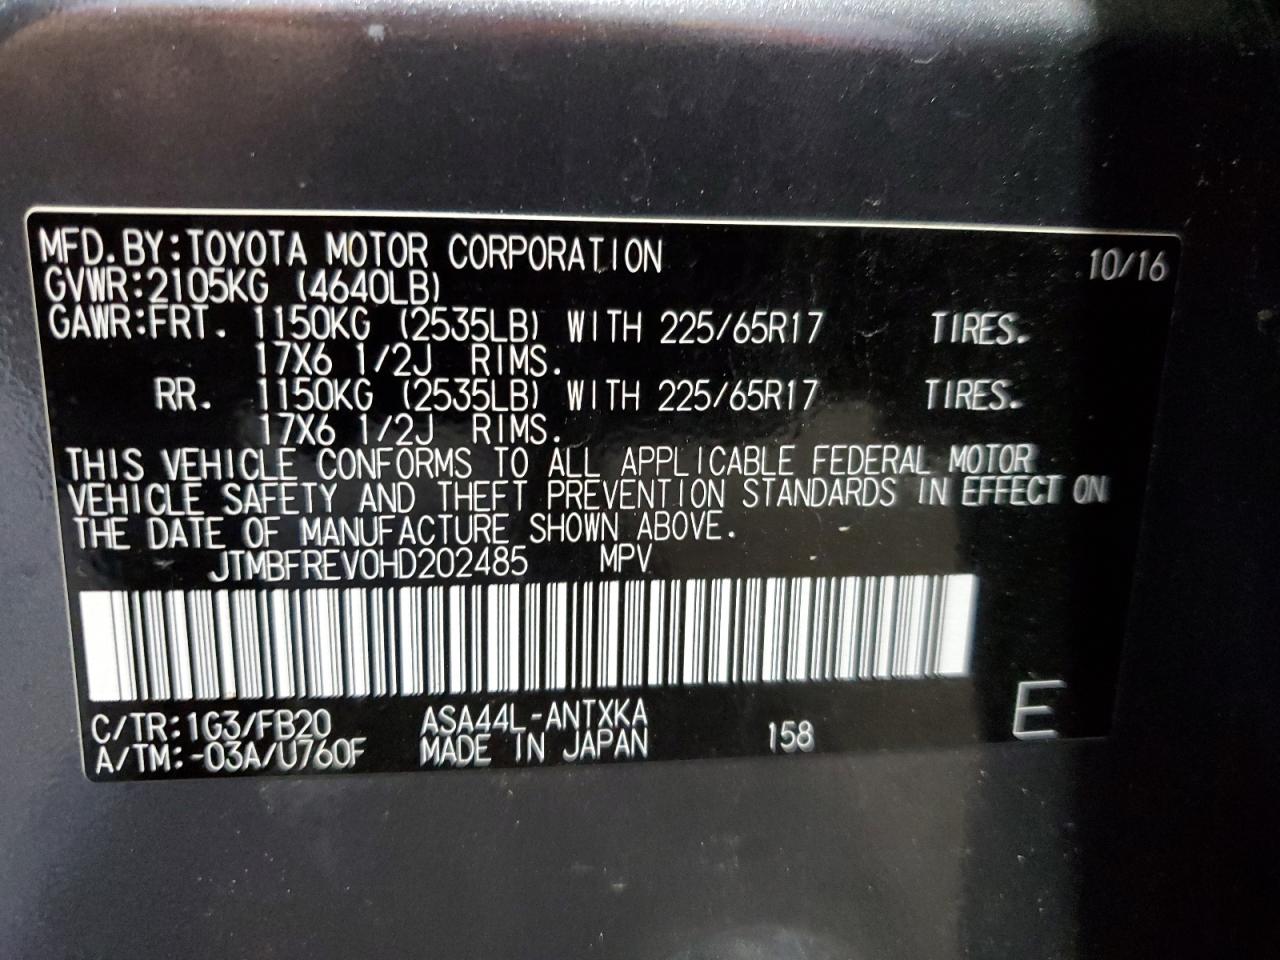 MFD.BY:TOYOTA MOTOR CORPORATION 10/16
GVWR:2105KG (4640LB)
GAWR:FRT. 1150KG (2535LB) WITH 225/65R17 TIRES.
17X6 1/2J RIMS.
RR. 1150KG (2535LB) WITH 225/65R17 TIRES.
17X6 1/2J RIMS.
THIS VEHICLE CONFORMS TO ALL APPLICABLE FEDERAL MOTOR
VEHICLE SAFETY AND THEFT PREVENTION STANDARDS IN EFFECT ON
THE DATE OF MANUFACTURE SHOWN ABOVE.
JTMBFREV0HD202485 MPV
C/TR:1G3/FB20 ASA44L-ANTXKA 158 E
A/TM:-03A/U760F MADE IN JAPAN